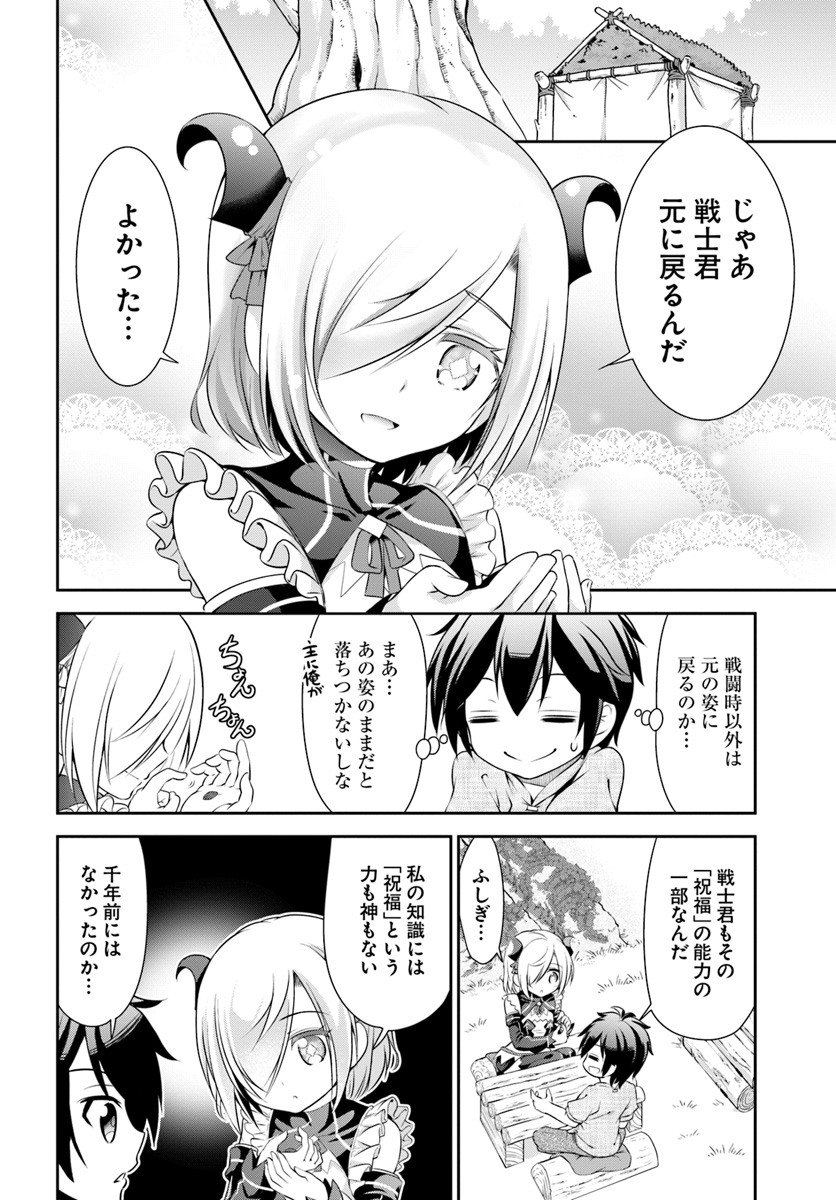 じゃあ
戦士君
元に戻るんだ
よかった…
戦闘時以外は
元の姿に
戻るのか…
まあ…
あの姿のままだと
落ちつかないしな
主に俺が
ちょん
ちょん
戦士君もその
「祝福」の能力の
一部なんだ
ふしぎ…
私の知識には
「祝福」という
力も神もない
千年前には
なかったのか…